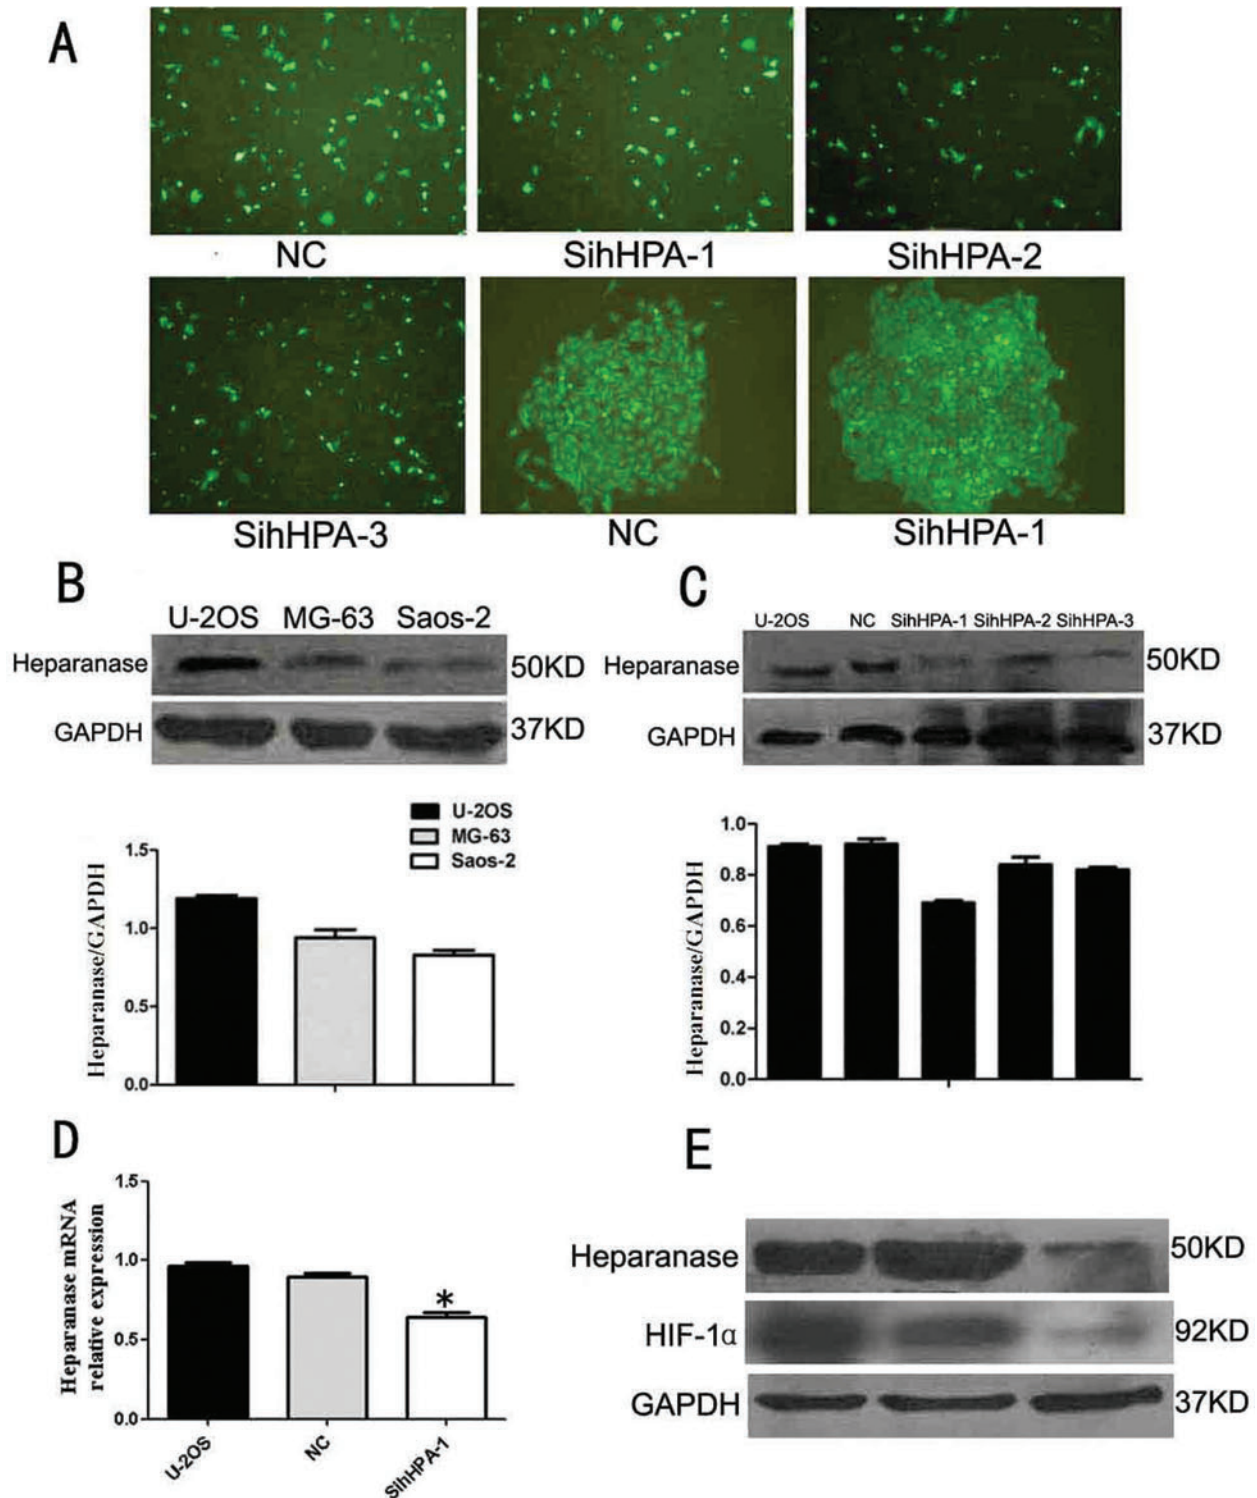 A
NC
SihHPA-1
SihHPA-2
SihHPA-3
NC
SihHPA-1
B
U-2OS MG-63 Saos-2
Heparanase 50KD
GAPDH 37KD
U-2OS
MG-63
Saos-2
Heparanase/GAPDH
1.5
1.0
0.5
0.0
C
U-2OS NC SihHPA-1 SihHPA-2 SihHPA-3
Heparanase 50KD
GAPDH 37KD
Heparanase/GAPDH
1.0
0.8
0.6
0.4
0.2
0.0
D
Heparanase mRNA
relative expression
1.5
1.0
0.5
0.0
*
U-2OS
NC
SihHPA-1
E
Heparanase 50KD
HIF-1α 92KD
GAPDH 37KD